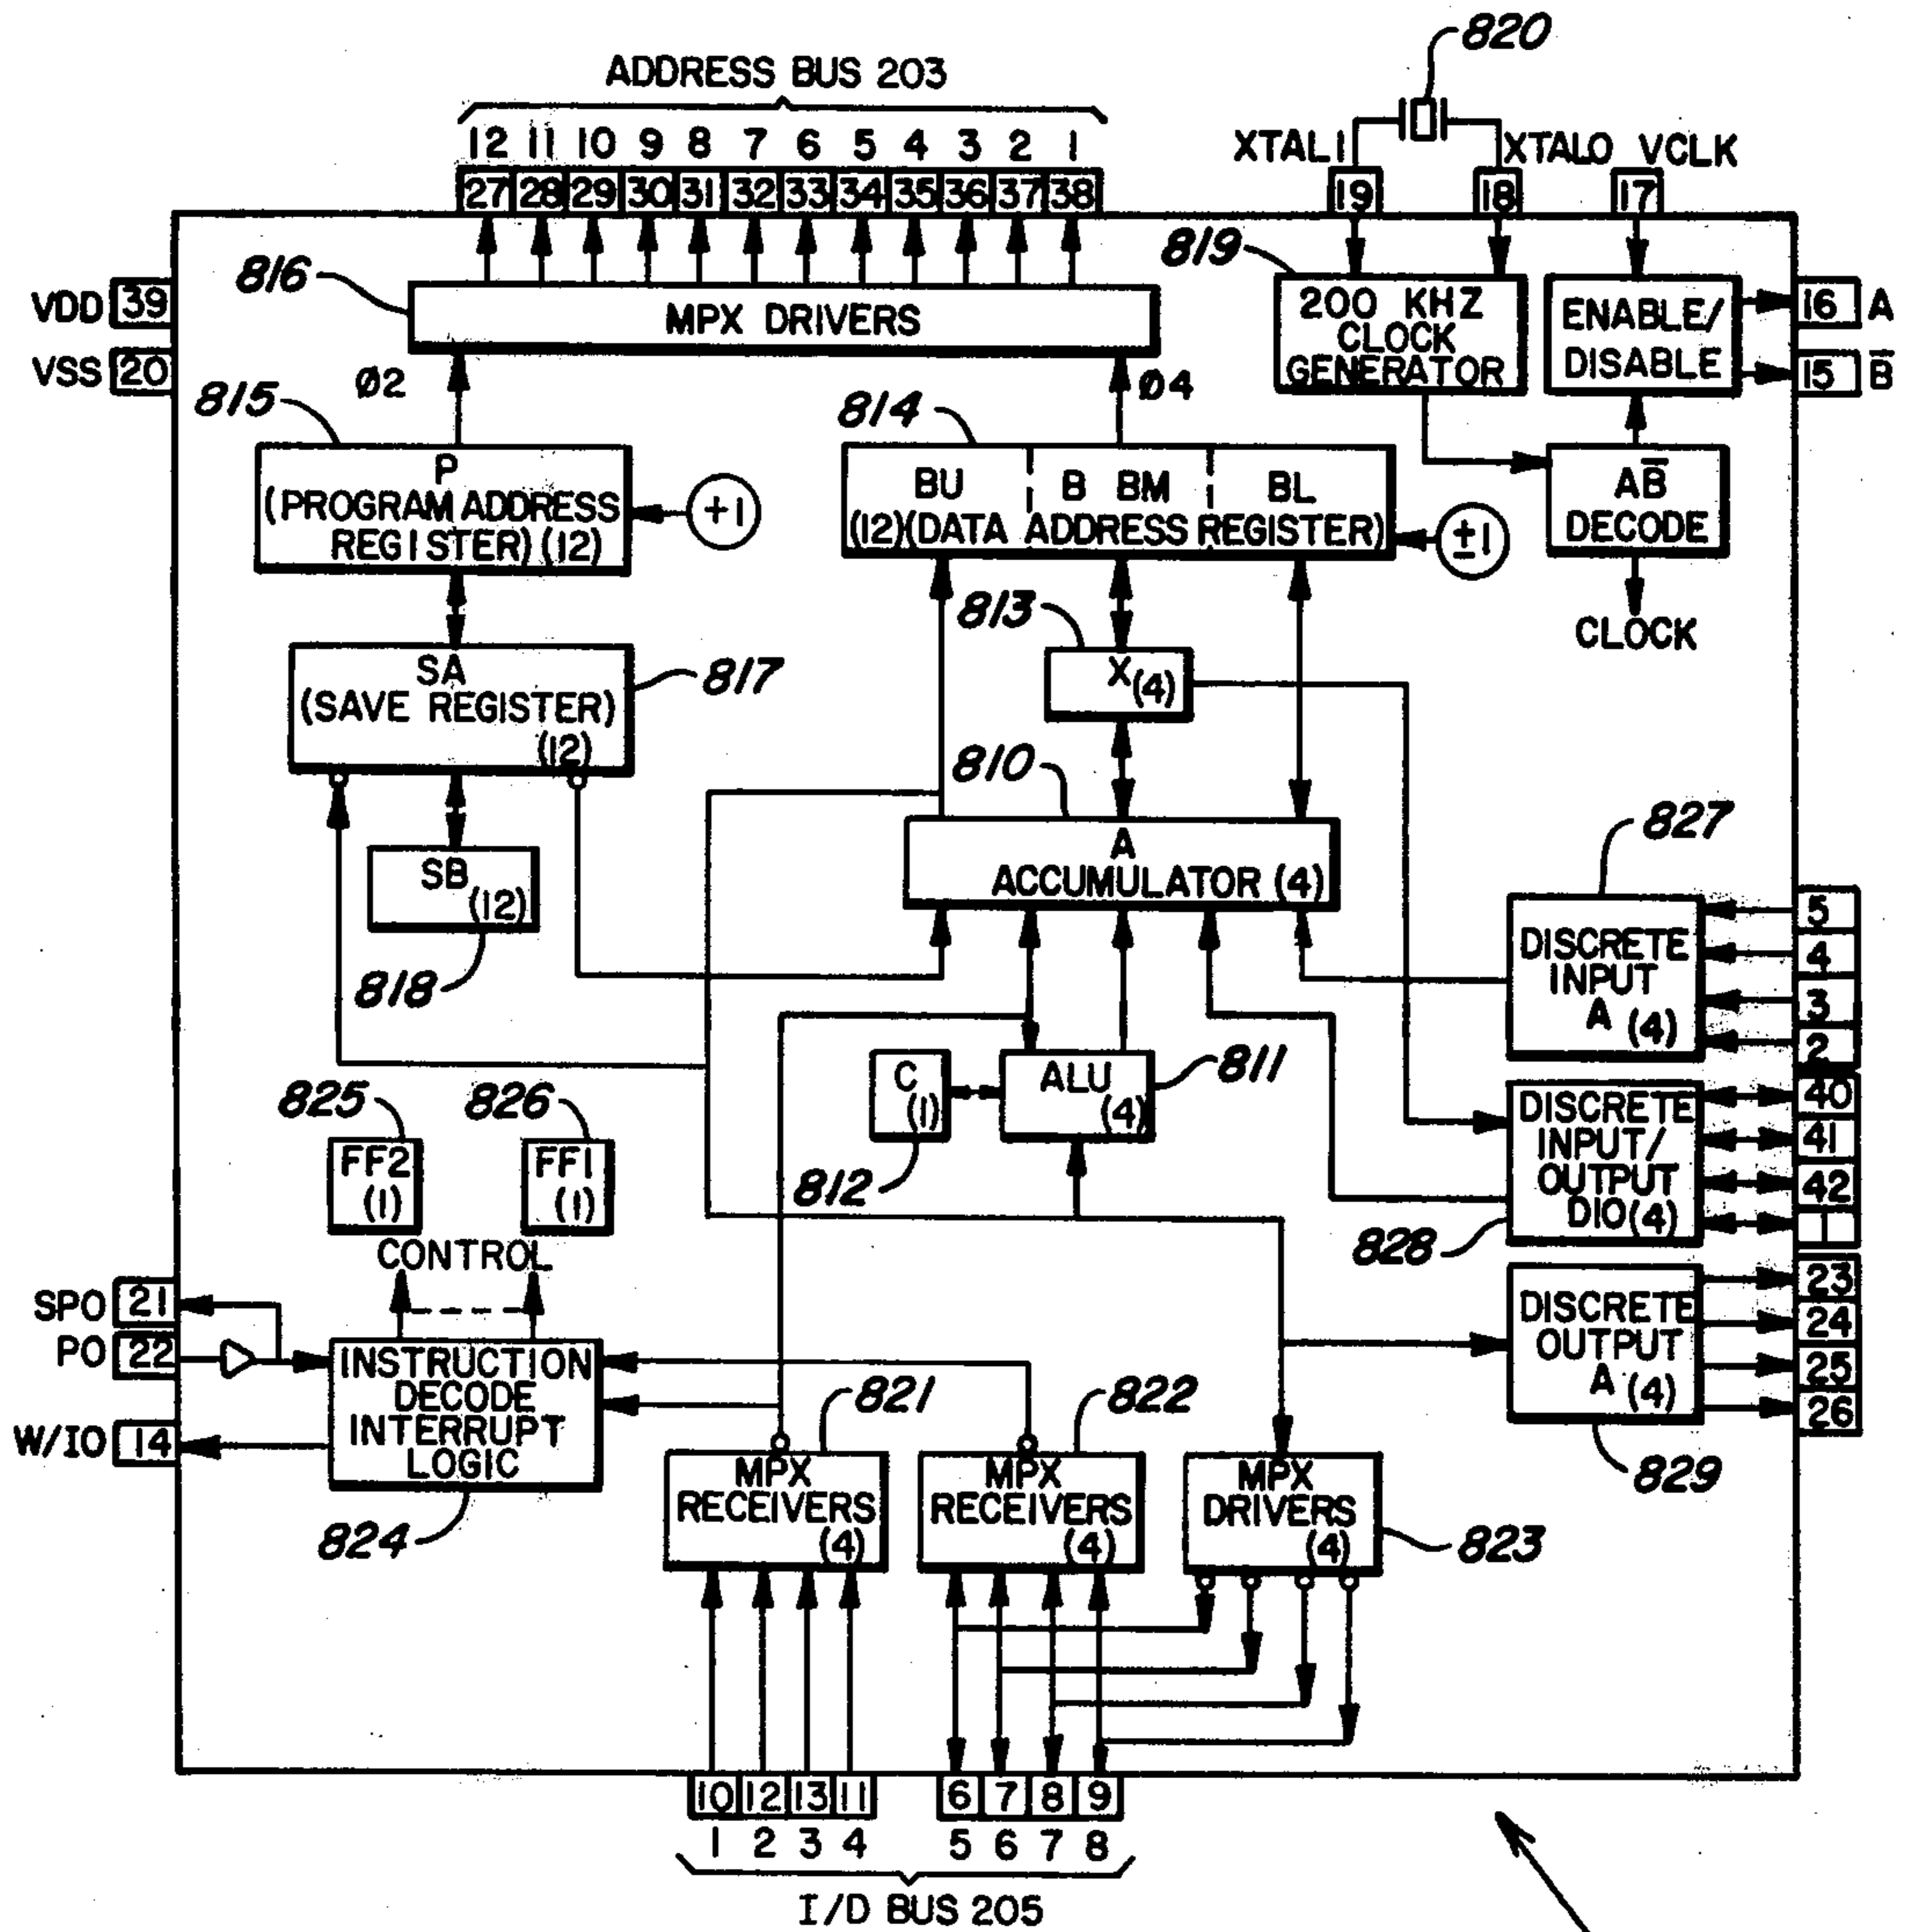 820
ADDRESS BUS 203
12 11 10 9 8 7 6 5 4 3 2 1
XTAL1 XTALO VCLK
27 28 29 30 31 32 33 34 35 36 37 38
19 18 17
819
816
VDD 39
VSS 20
MPX DRIVERS
200 KHZ
CLOCK
GENERATOR
ENABLE/
DISABLE
16 A
15 B̅
Ø2
Ø4
815
814
P
(PROGRAM ADDRESS
REGISTER)(12)
+1
BU B BM BL
(12)(DATA ADDRESS REGISTER)
±1
AB̅
DECODE
CLOCK
813
X(4)
SA
(SAVE REGISTER)
(12)
817
810
A
ACCUMULATOR (4)
SB
(12)
818
827
DISCRETE
INPUT
A (4)
5
4
3
2
C
(1)
812
ALU
(4)
811
825
FF2
(1)
826
FF1
(1)
CONTROL
DISCRETE
INPUT/
OUTPUT
DIO(4)
828
40
41
42
1
SPO 21
PO 22
W/IO 14
INSTRUCTION
DECODE
INTERRUPT
LOGIC
824
DISCRETE
OUTPUT
A (4)
829
23
24
25
26
821
MPX
RECEIVERS
(4)
822
MPX
RECEIVERS
(4)
MPX
DRIVERS
(4)
823
10 12 13 11
6 7 8 9
1 2 3 4
5 6 7 8
I/D BUS 205